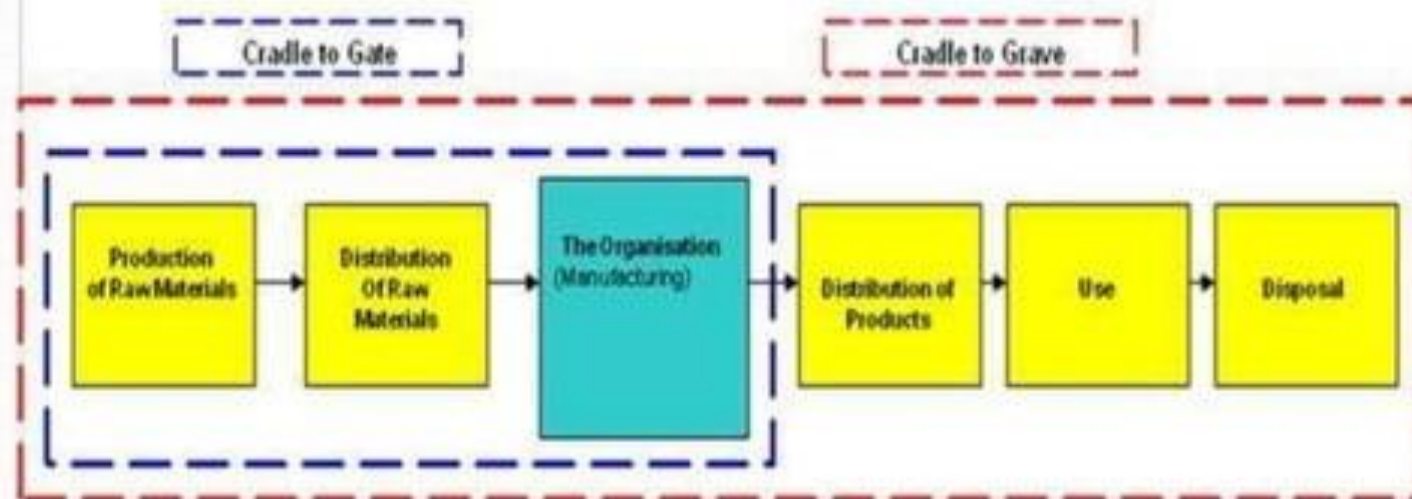 Cradle to Gate
Cradle to Grave
Production
of Raw Materials
Distribution
Of Raw
Materials
The Organisation
(Manufacturing)
Distribution of
Products
Use
Disposal